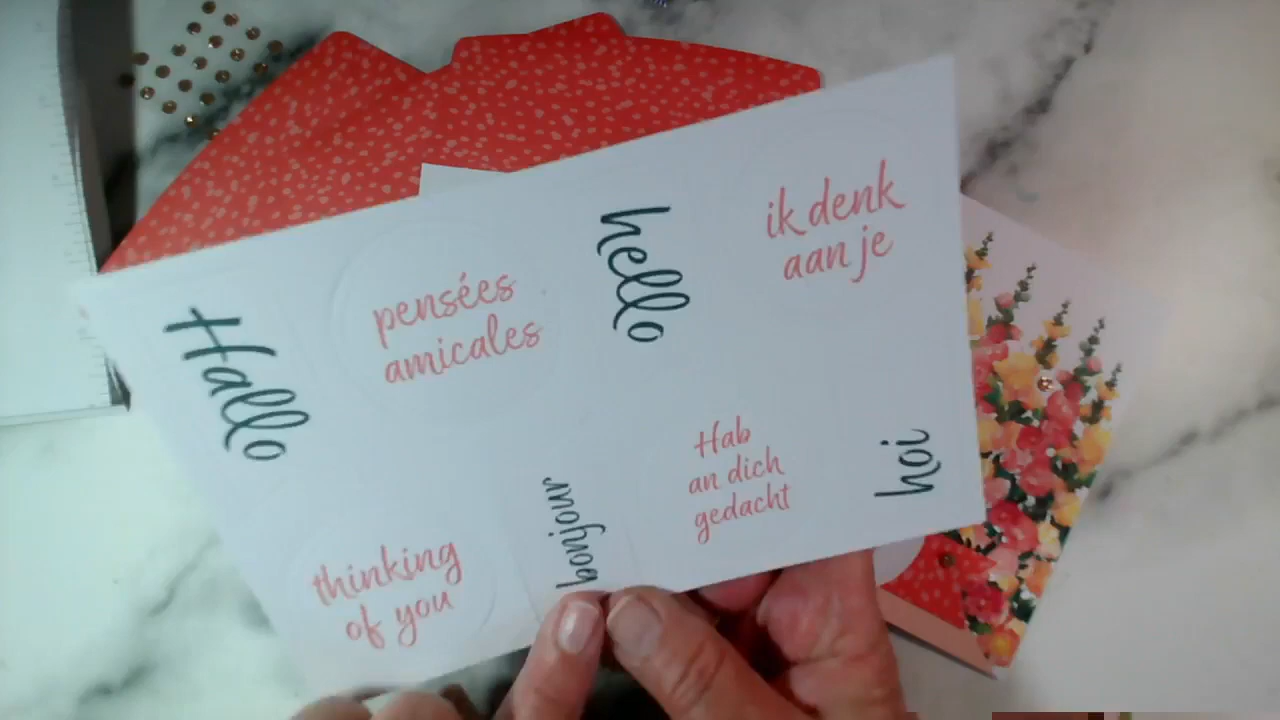 Hallo
pensées
amicales
hello
ik denk
aan je
thinking
of you
bonjour
Hab
an dich
gedacht
hoi